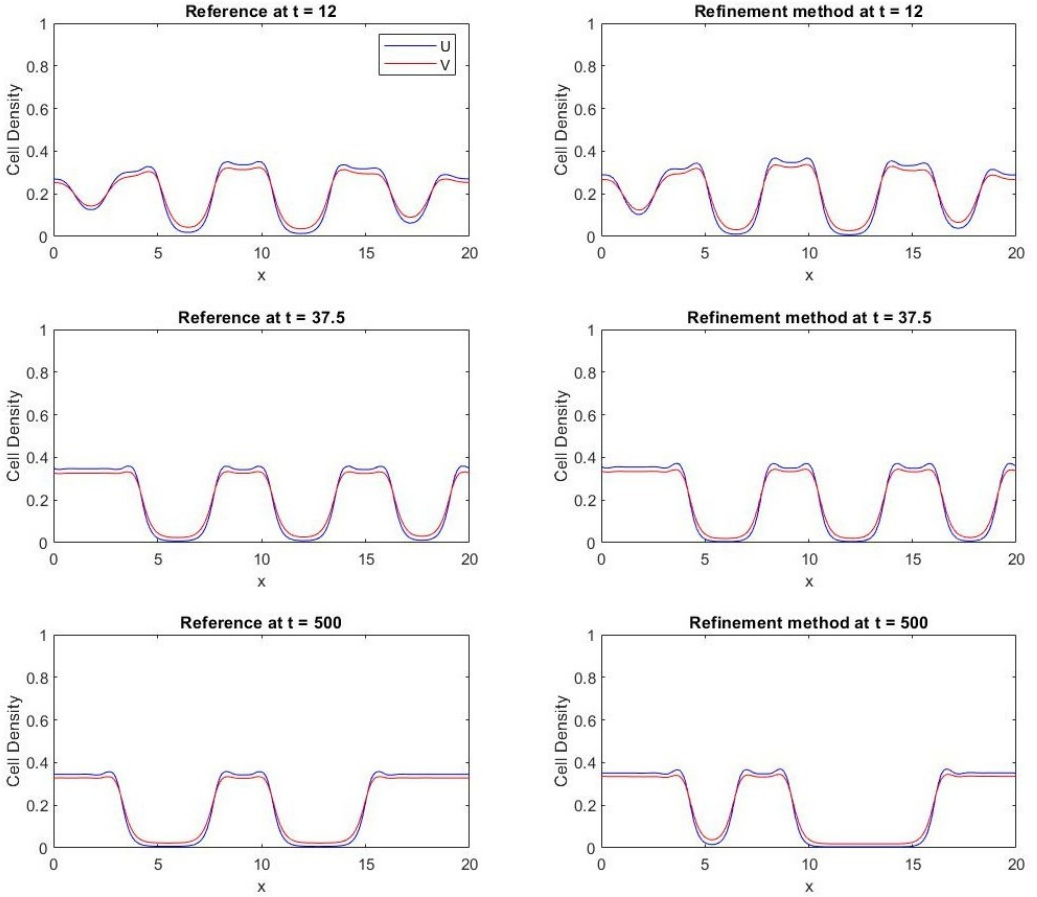 Reference at t = 12
1
0.8
0.6
0.4
0.2
0
Cell Density
0 5 10 15 20
x
U
V
Refinement method at t = 12
1
0.8
0.6
0.4
0.2
0
Cell Density
0 5 10 15 20
x
Reference at t = 37.5
1
0.8
0.6
0.4
0.2
0
Cell Density
0 5 10 15 20
x
Refinement method at t = 37.5
1
0.8
0.6
0.4
0.2
0
Cell Density
0 5 10 15 20
x
Reference at t = 500
1
0.8
0.6
0.4
0.2
0
Cell Density
0 5 10 15 20
x
Refinement method at t = 500
1
0.8
0.6
0.4
0.2
0
Cell Density
0 5 10 15 20
x